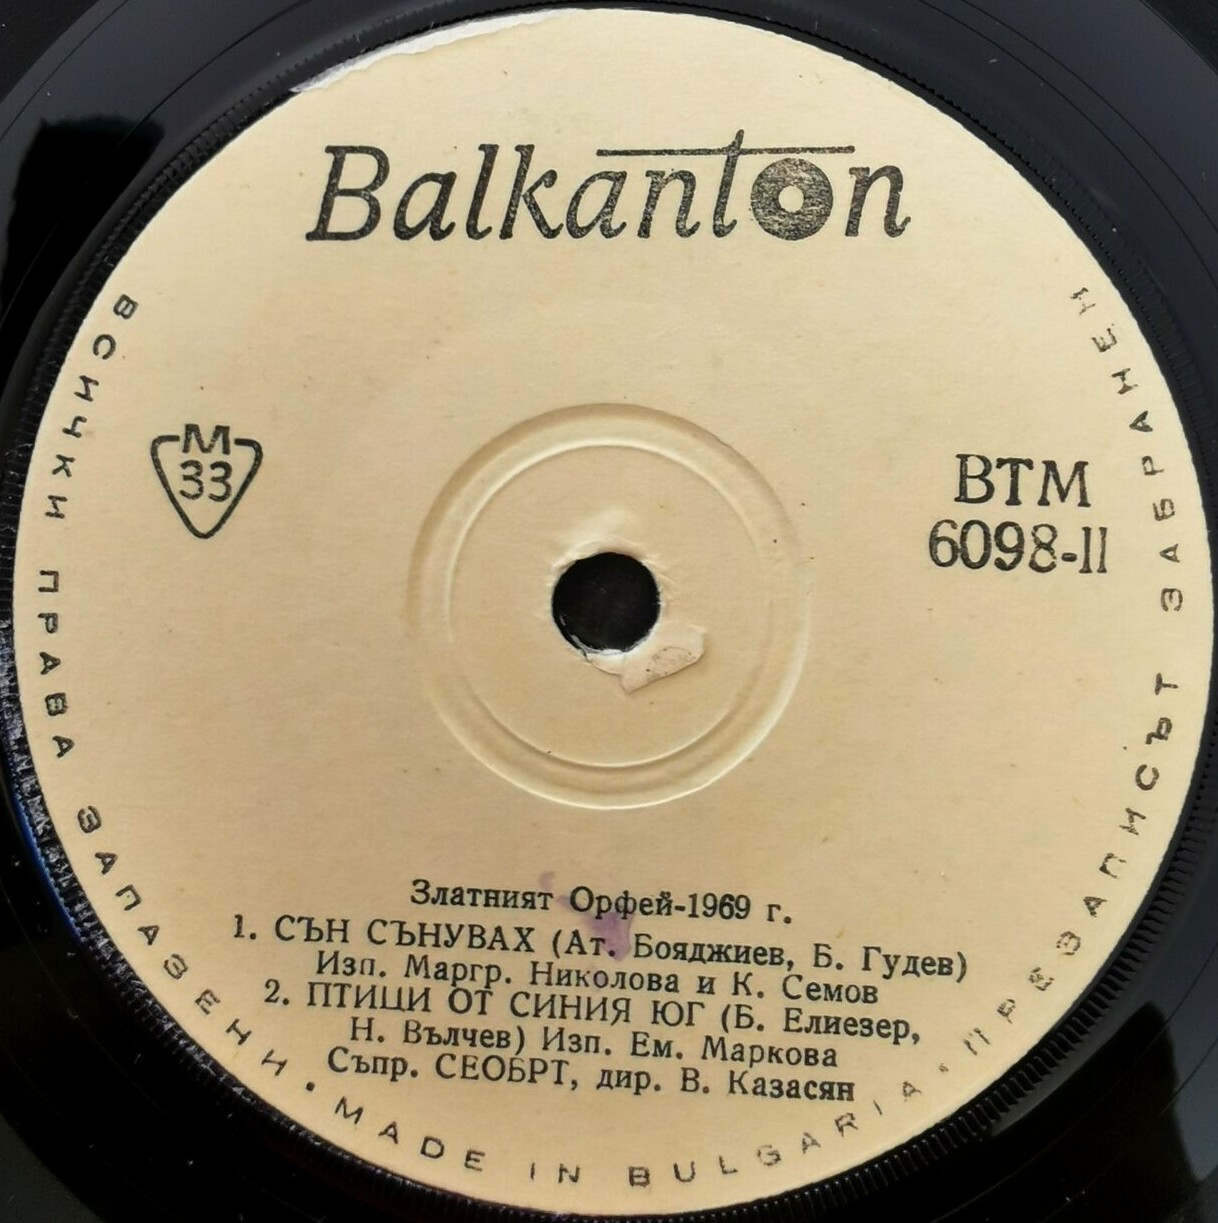 Balkanton
M
33
ВТМ
6098-II
Златният Орфей-1969 г.
1. СЪН СЪНУВАХ (Ат. Бояджиев, Б. Гудев)
Изп. Маргр. Николова и К. Семов
2. ПТИЦИ ОТ СИНИЯ ЮГ (Б. Елиезер,
Н. Вълчев) Изп. Ем. Маркова
Съпр. СЕОБРТ, дир. В. Казасян
ВСИЧКИ ПРАВА ЗАПАЗЕНИ • MADE IN BULGARIA • ПРЕЗАПИСЪТ ЗАБРАНЕН